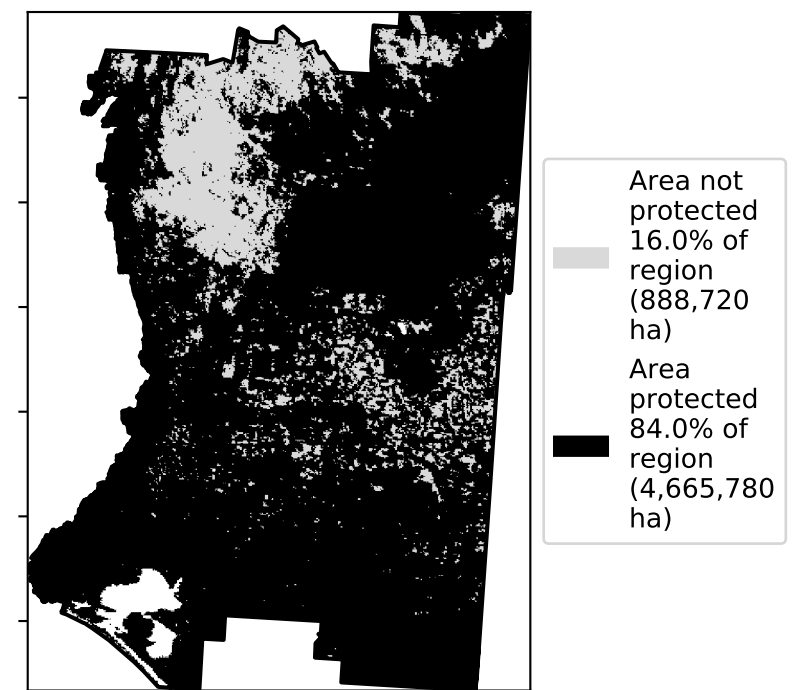 Area not
protected
16.0% of
region
(888,720
ha)
Area
protected
84.0% of
region
(4,665,780
ha)